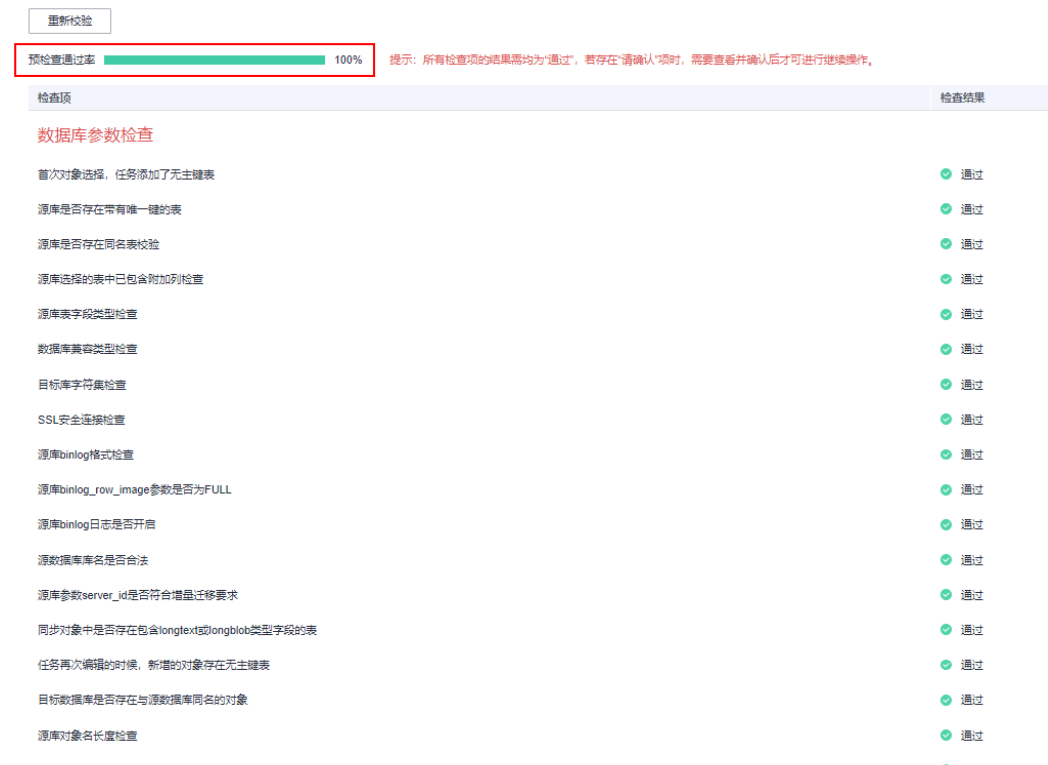 重新校验
预检查通过率 100% 提示：所有检查项的结果需均为“通过”，若存在“请确认”项时，需要查看并确认后才可进行继续操作。
检查项 检查结果
数据库参数检查
首次对象选择，任务添加了无主键表 通过
源库是否存在带有唯一键的表 通过
源库是否存在同名表校验 通过
源库选择的表中已包含附加列检查 通过
源库表字段类型检查 通过
数据库兼容类型检查 通过
目标库字符集检查 通过
SSL安全连接检查 通过
源库binlog格式检查 通过
源库binlog_row_image参数是否为FULL 通过
源库binlog日志是否开启 通过
源数据库库名是否合法 通过
源库参数server_id是否符合增量迁移要求 通过
同步对象中是否存在包含longtext或longblob类型字段的表 通过
任务再次编辑的时候，新增的对象存在无主键表 通过
目标数据库是否存在与源数据库同名的对象 通过
源库对象名长度检查 通过